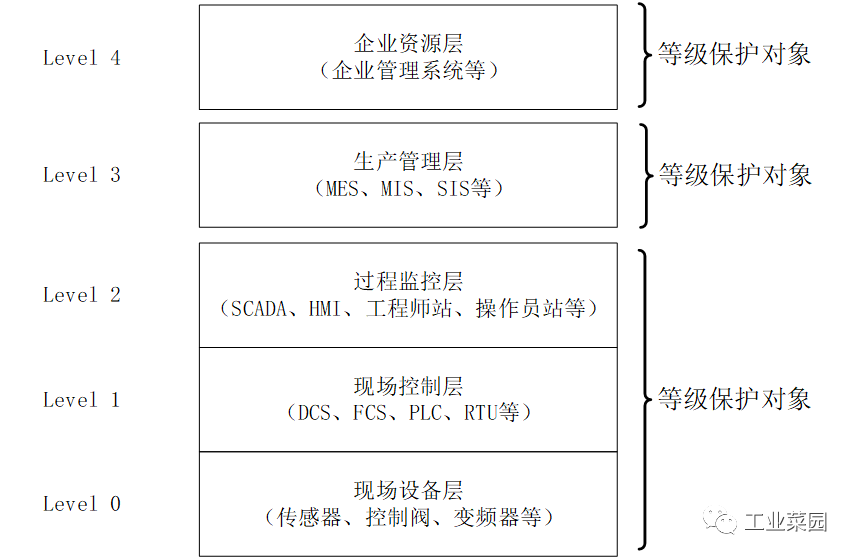 Level 4
企业资源层
（企业管理系统等）
等级保护对象
Level 3
生产管理层
（MES、MIS、SIS等）
等级保护对象
Level 2
过程监控层
（SCADA、HMI、工程师站、操作员站等）
Level 1
现场控制层
（DCS、FCS、PLC、RTU等）
等级保护对象
Level 0
现场设备层
（传感器、控制阀、变频器等）
工业菜园